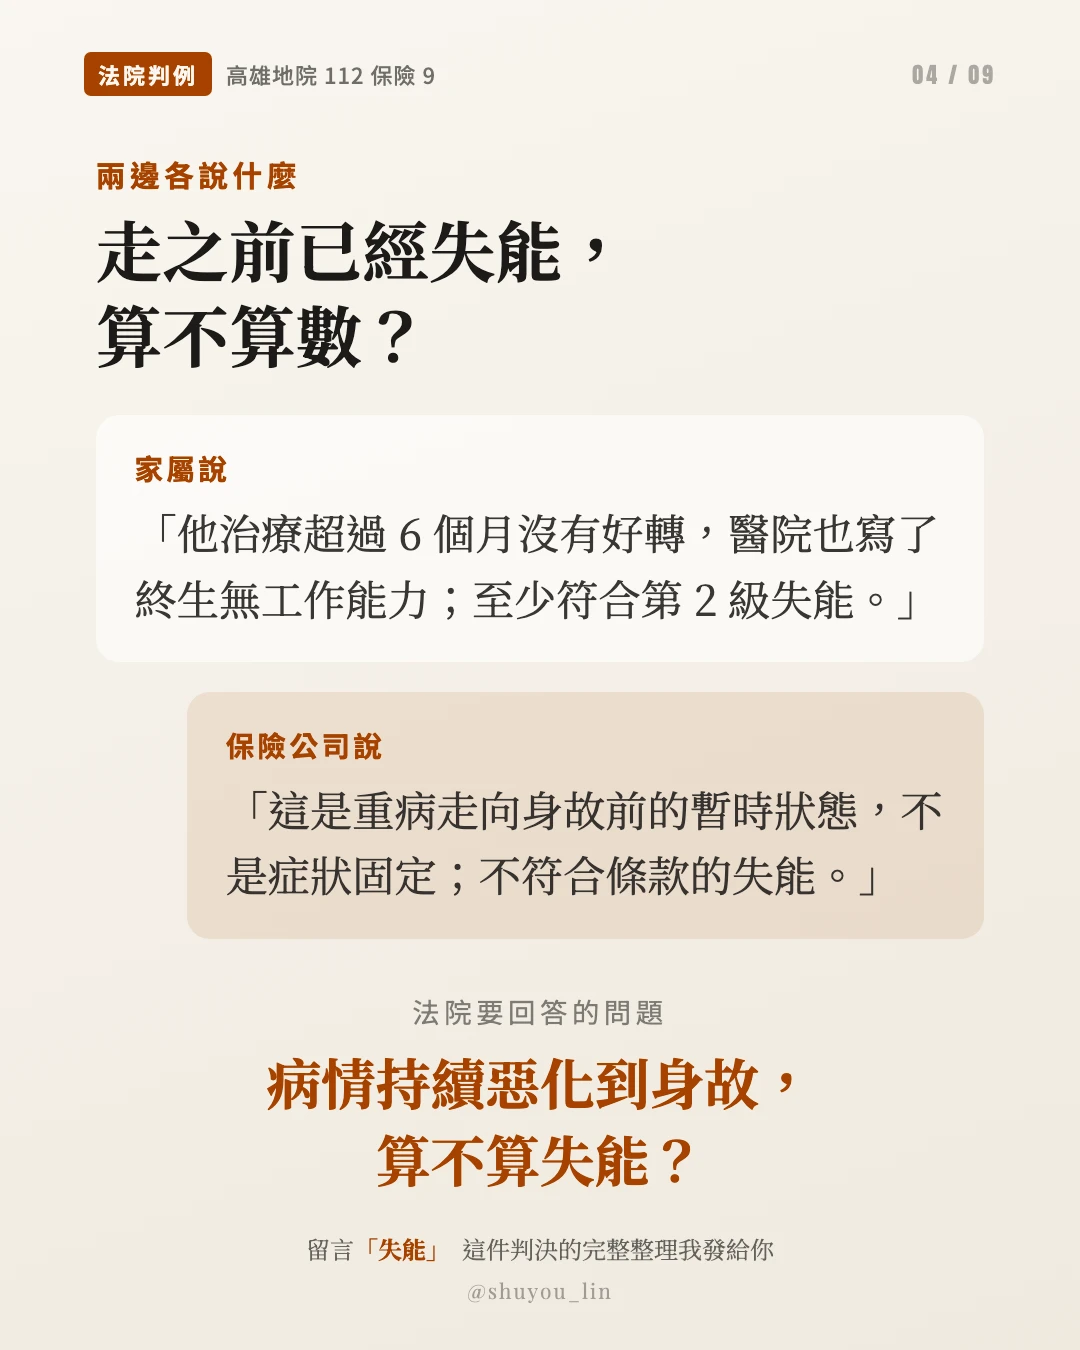 法院判例 高雄地院 112 保險 9
04 / 09
兩邊各說什麼
走之前已經失能，
算不算數？
家屬說
「他治療超過 6 個月沒有好轉，醫院也寫了
終生無工作能力；至少符合第 2 級失能。」
保險公司說
「這是重病走向身故前的暫時狀態，不
是症狀固定；不符合條款的失能。」
法院要回答的問題
病情持續惡化到身故，
算不算失能？
留言「失能」 這件判決的完整整理我發給你
@shuyou_lin